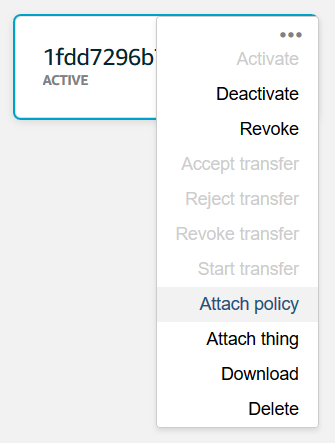 1fdd7296b
ACTIVE
Activate
Deactivate
Revoke
Accept transfer
Reject transfer
Revoke transfer
Start transfer
Attach policy
Attach thing
Download
Delete